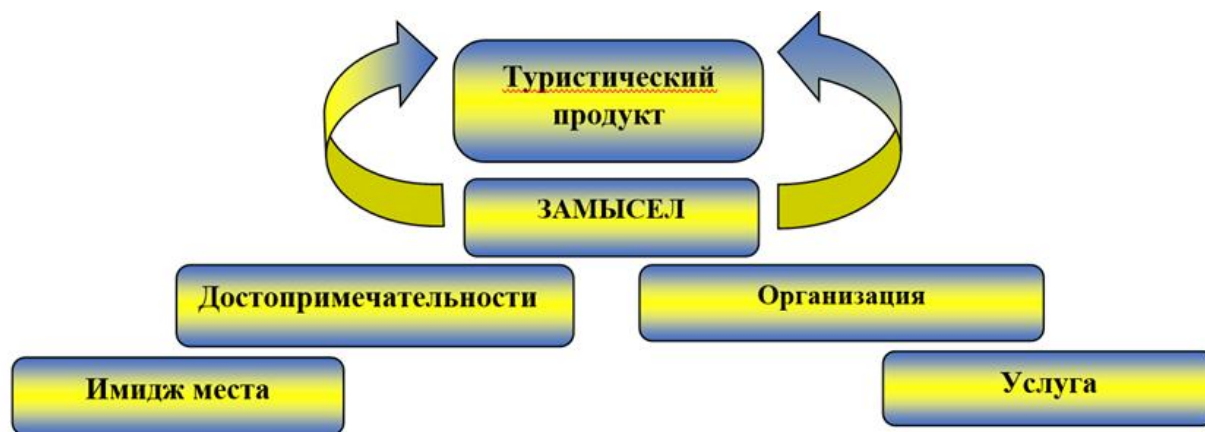 Туристический
продукт
ЗАМЫСЕЛ
Достопримечательности
Организация
Имидж места
Услуга